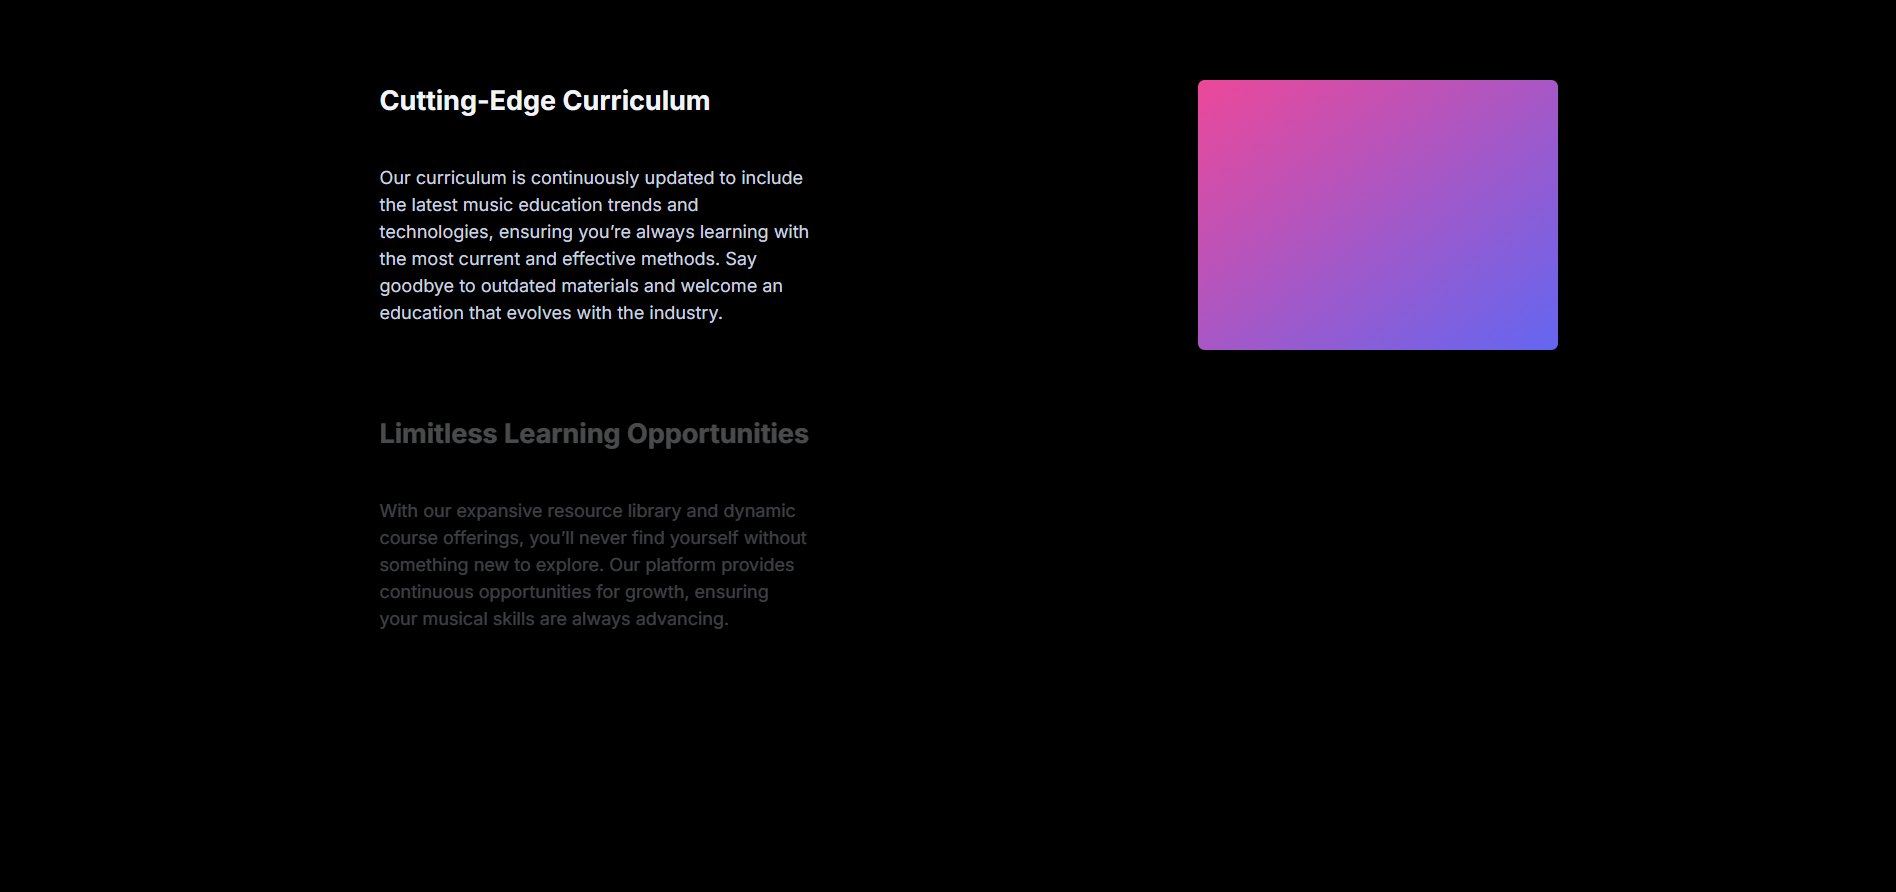 Cutting-Edge Curriculum
Our curriculum is continuously updated to include
the latest music education trends and
technologies, ensuring you’re always learning with
the most current and effective methods. Say
goodbye to outdated materials and welcome an
education that evolves with the industry.
Limitless Learning Opportunities
With our expansive resource library and dynamic
course offerings, you’ll never find yourself without
something new to explore. Our platform provides
continuous opportunities for growth, ensuring
your musical skills are always advancing.